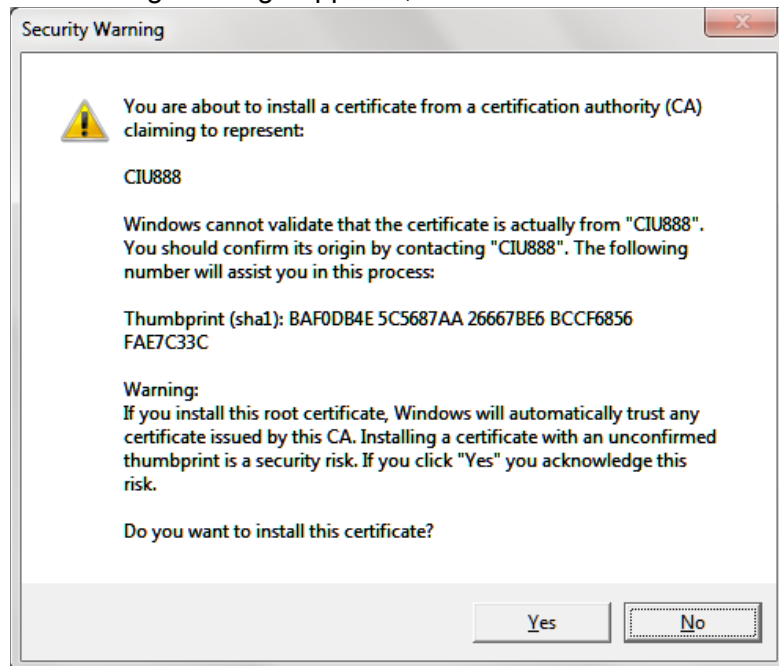 Security Warning
You are about to install a certificate from a certification authority (CA)
claiming to represent:
CIU888
Windows cannot validate that the certificate is actually from "CIU888".
You should confirm its origin by contacting "CIU888". The following
number will assist you in this process:
Thumbprint (sha1): BAF0DB4E 5C5687AA 26667BE6 BCCF6856
FAE7C33C
Warning:
If you install this root certificate, Windows will automatically trust any
certificate issued by this CA. Installing a certificate with an unconfirmed
thumbprint is a security risk. If you click "Yes" you acknowledge this
risk.
Do you want to install this certificate?
Yes No